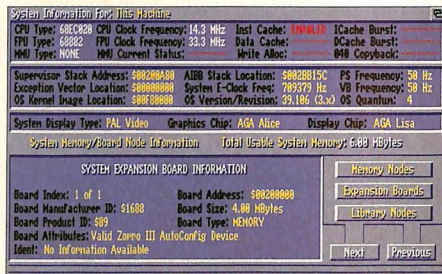 System Information For: This Machine
CPU Type: 68EC020 CPU Clock Frequency: 14.3 MHz Inst Cache: ENABLED ICache Burst:
FPU Type: 68882 FPU Clock Frequency: 33.3 MHz Data Cache: DCache Burst:
MMU Type: NONE MMU Current Status: Write Alloc: 040 Copyback:
Supervisor Stack Address: $00200A80 AIBB Stack Location: $002BB15C PS Frequency: 50 Hz
Exception Vector Location: $00000000 System E-Clock Freq: 709379 Hz VB Frequency: 50 Hz
OS Kernel Image Location: $00F80000 OS Version/Revision: 39.106 (3.x) OS Quantum: 4
System Display Type: PAL Video Graphics Chip: AGA Alice Display Chip: AGA Lisa
System Memory/Board Node Information Total Usable System Memory: 6.00 MBytes
SYSTEM EXPANSION BOARD INFORMATION
Board Index: 1 of 1 Board Address: $00200000
Board Manufacturer ID: $1688 Board Size: 4.00 MBytes
Board Product ID: $89 Board Type: MEMORY
Board Attributes: Valid Zorro III AutoConfig Device
Ident: No Information Available
Memory Nodes
Expansion Boards
Library Nodes
Next Previous